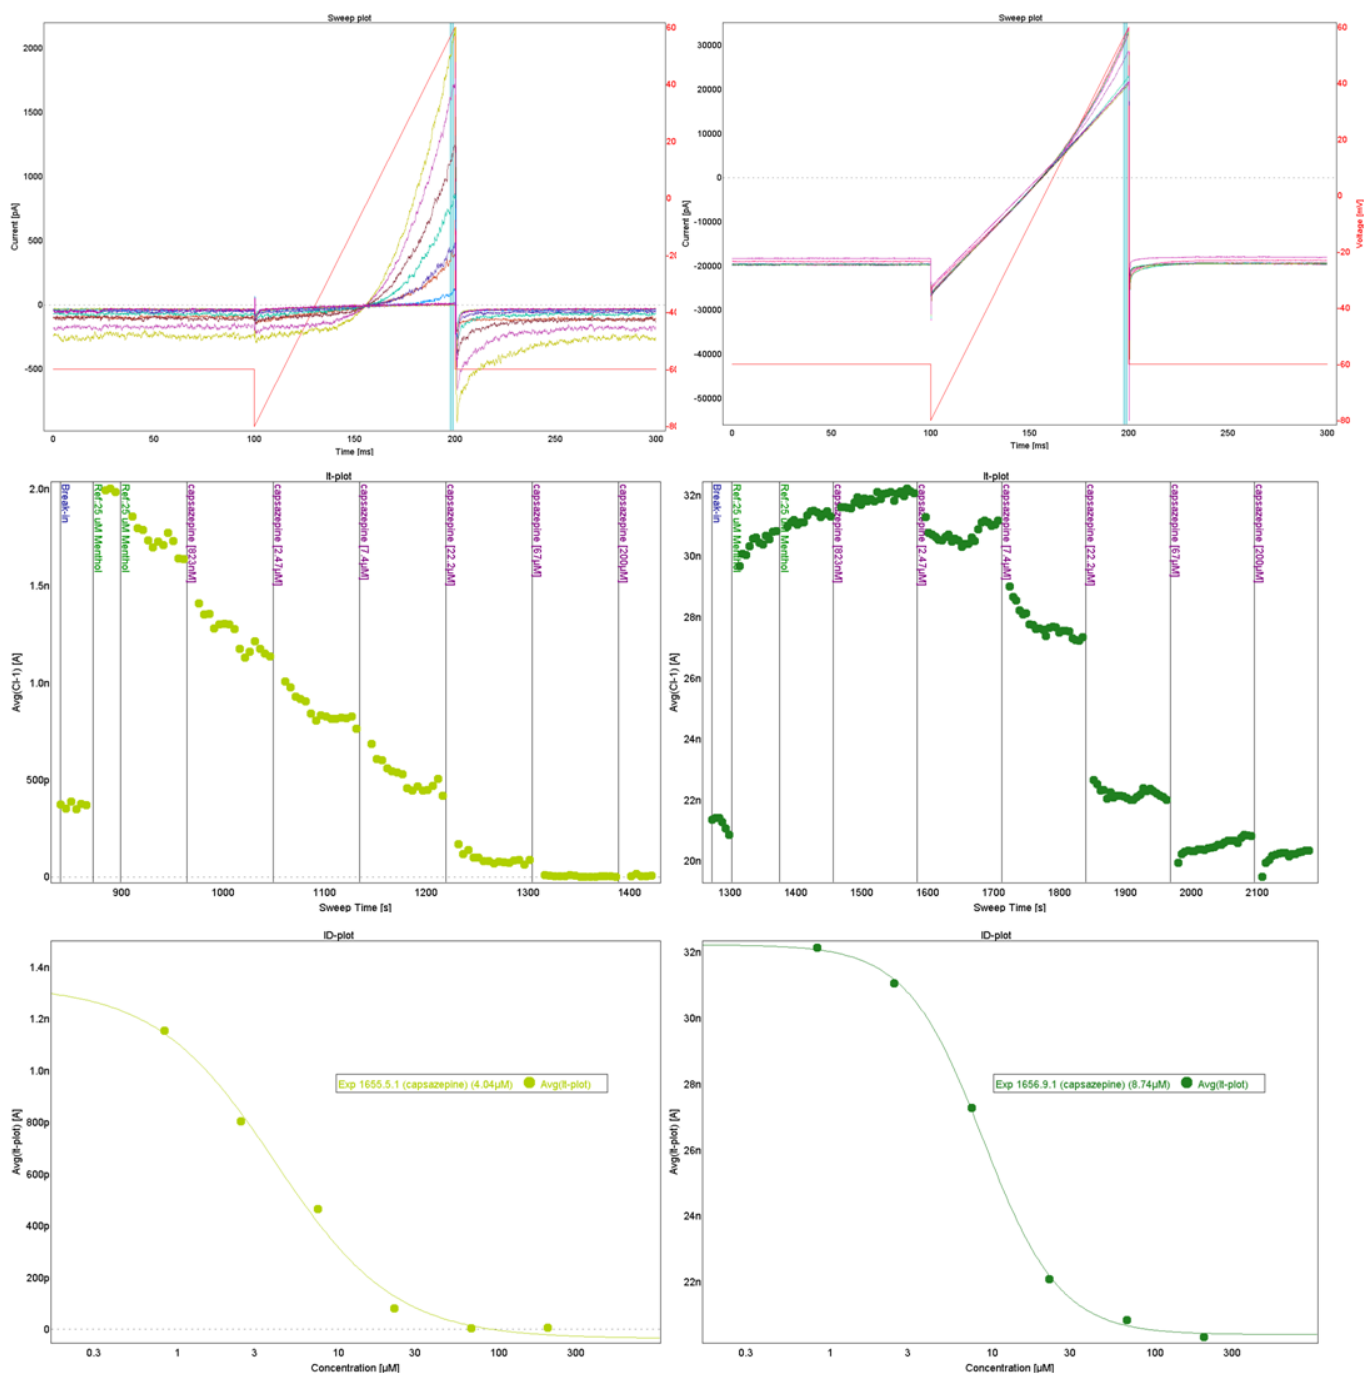 Sweep plot
2000
1500
1000
500
0
-500
Current [pA]
60
40
20
0
-20
-40
-60
-80
0 50 100 150 200 250 300
Time [ms]
Sweep plot
30000
20000
10000
0
-10000
-20000
-30000
-40000
-50000
Current [pA]
60
40
20
0
-20
-40
-60
-80
Voltage [mV]
0 50 100 150 200 250 300
Time [ms]
It-plot
2.0n
1.5n
1.0n
500p
0
Avg(CI-1) [A]
Break-in
Ref:25 uM Menthol
Ref:25 uM Menthol
capsazepine [823nM]
capsazepine [2.47µM]
capsazepine [7.4µM]
capsazepine [22.2µM]
capsazepine [67µM]
capsazepine [200µM]
900 1000 1100 1200 1300 1400
Sweep Time [s]
It-plot
32n
30n
28n
26n
24n
22n
20n
Avg(CI-1) [A]
Break-in
Ref:25 uM Menthol
Ref:25 uM Menthol
capsazepine [823nM]
capsazepine [2.47µM]
capsazepine [7.4µM]
capsazepine [22.2µM]
capsazepine [67µM]
capsazepine [200µM]
1300 1400 1500 1600 1700 1800 1900 2000 2100
Sweep Time [s]
ID-plot
1.4n
1.2n
1.0n
800p
600p
400p
200p
0
Avg(It-plot) [A]
Exp 1655.5.1 (capsazepine) (4.04µM) Avg(It-plot)
0.3 1 3 10 30 100 300
Concentration [µM]
ID-plot
32n
30n
28n
26n
24n
22n
Avg(It-plot) [A]
Exp 1656.9.1 (capsazepine) (8.74µM) Avg(It-plot)
0.3 1 3 10 30 100 300
Concentration [µM]